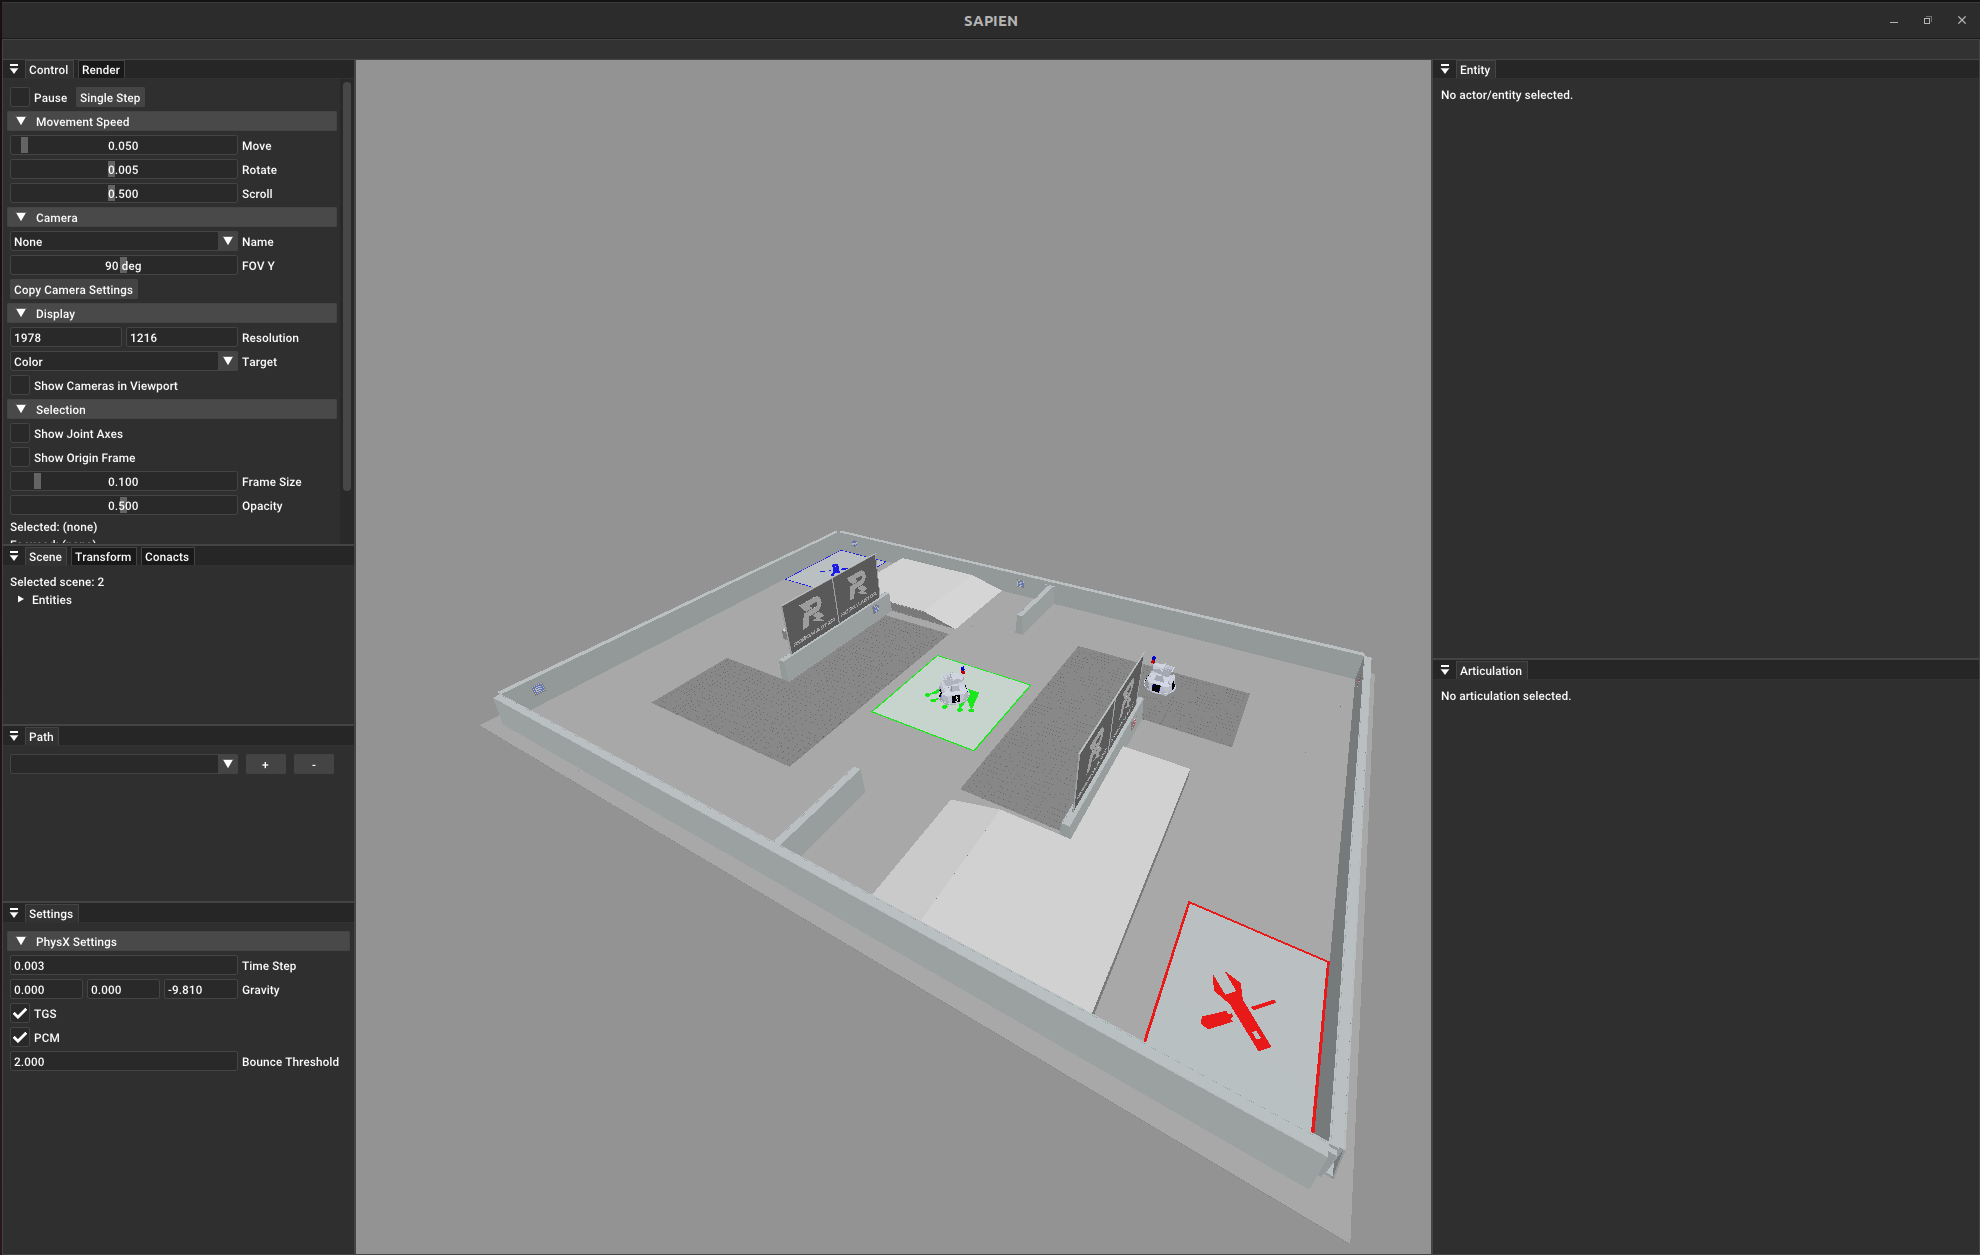 SAPIEN
Control Render
Pause Single Step
Movement Speed
0.050 Move
0.005 Rotate
0.500 Scroll
Camera
None Name
90 deg FOV Y
Copy Camera Settings
Display
1978 1216 Resolution
Color Target
Show Cameras in Viewport
Selection
Show Joint Axes
Show Origin Frame
0.100 Frame Size
0.500 Opacity
Selected: (none)
Scene Transform Conacts
Selected scene: 2
Entities
Path
+ -
Settings
PhysX Settings
0.003 Time Step
0.000 0.000 -9.810 Gravity
TGS
PCM
2.000 Bounce Threshold
Entity
No actor/entity selected.
Articulation
No articulation selected.